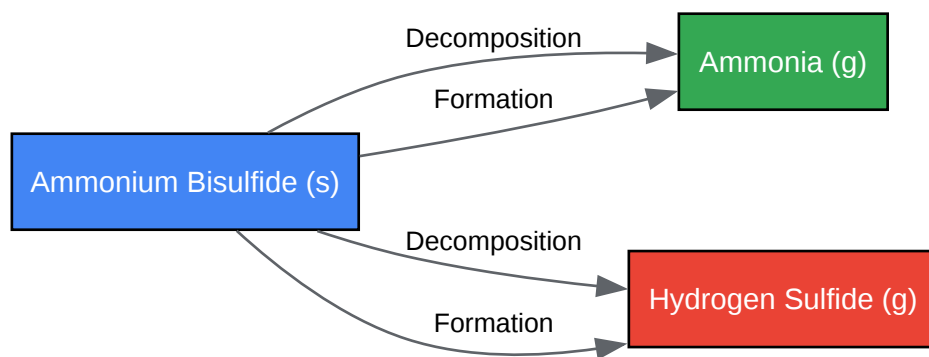 Decomposition
Ammonia (g)
Formation
Ammonium Bisulfide (s)
Decomposition
Hydrogen Sulfide (g)
Formation